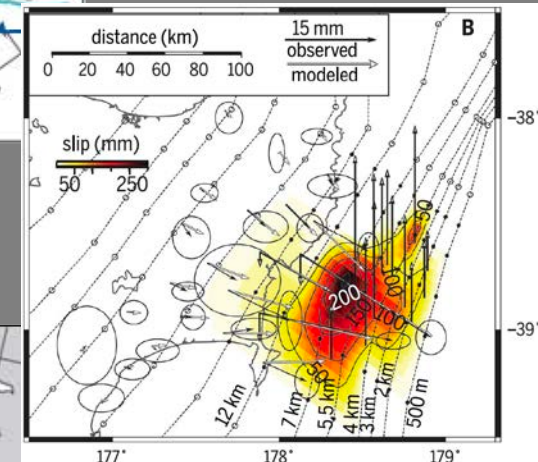 B
distance (km)
0 20 40 60 80 100
15 mm
observed
modeled
slip (mm)
50 250
-38°
50
100
200
150
100
-39°
50
12 km
7 km
5.5 km
4 km
3 km
2 km
500 m
177°
178°
179°